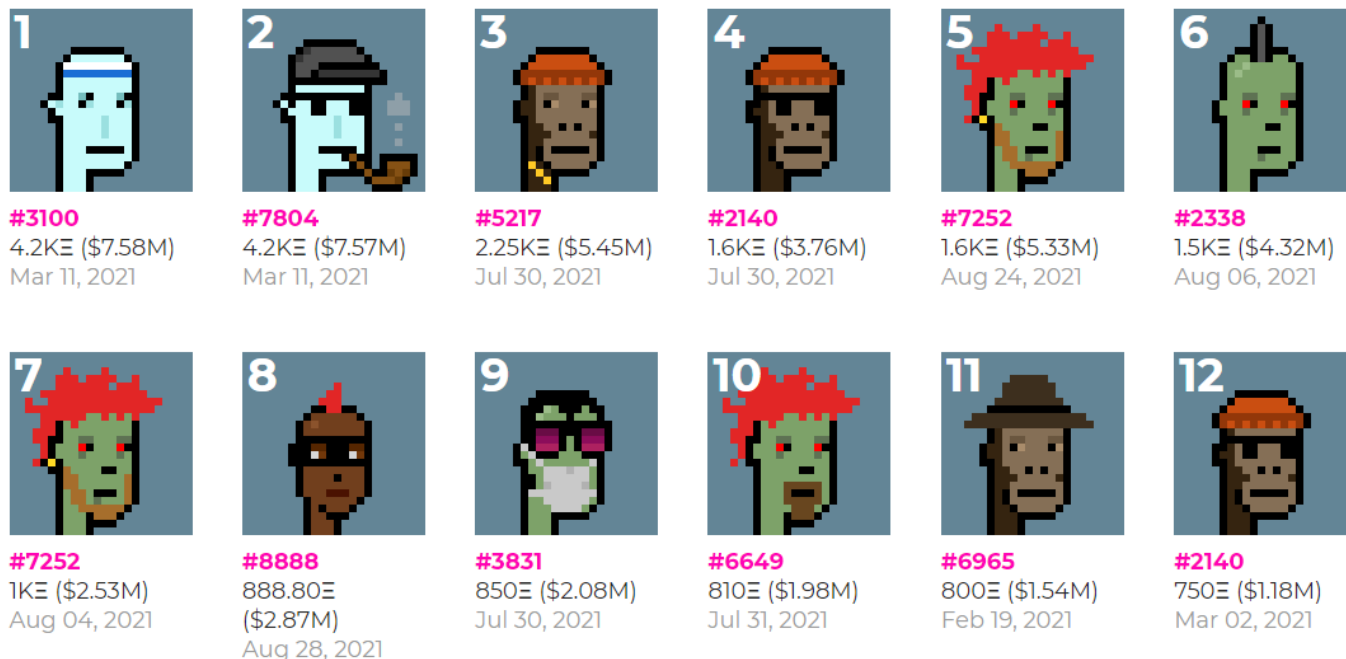 1
#3100
4.2KΞ ($7.58M)
Mar 11, 2021
2
#7804
4.2KΞ ($7.57M)
Mar 11, 2021
3
#5217
2.25KΞ ($5.45M)
Jul 30, 2021
4
#2140
1.6KΞ ($3.76M)
Jul 30, 2021
5
#7252
1.6KΞ ($5.33M)
Aug 24, 2021
6
#2338
1.5KΞ ($4.32M)
Aug 06, 2021
7
#7252
1KΞ ($2.53M)
Aug 04, 2021
8
#8888
888.80Ξ
($2.87M)
Aug 28, 2021
9
#3831
850Ξ ($2.08M)
Jul 30, 2021
10
#6649
810Ξ ($1.98M)
Jul 31, 2021
11
#6965
800Ξ ($1.54M)
Feb 19, 2021
12
#2140
750Ξ ($1.18M)
Mar 02, 2021